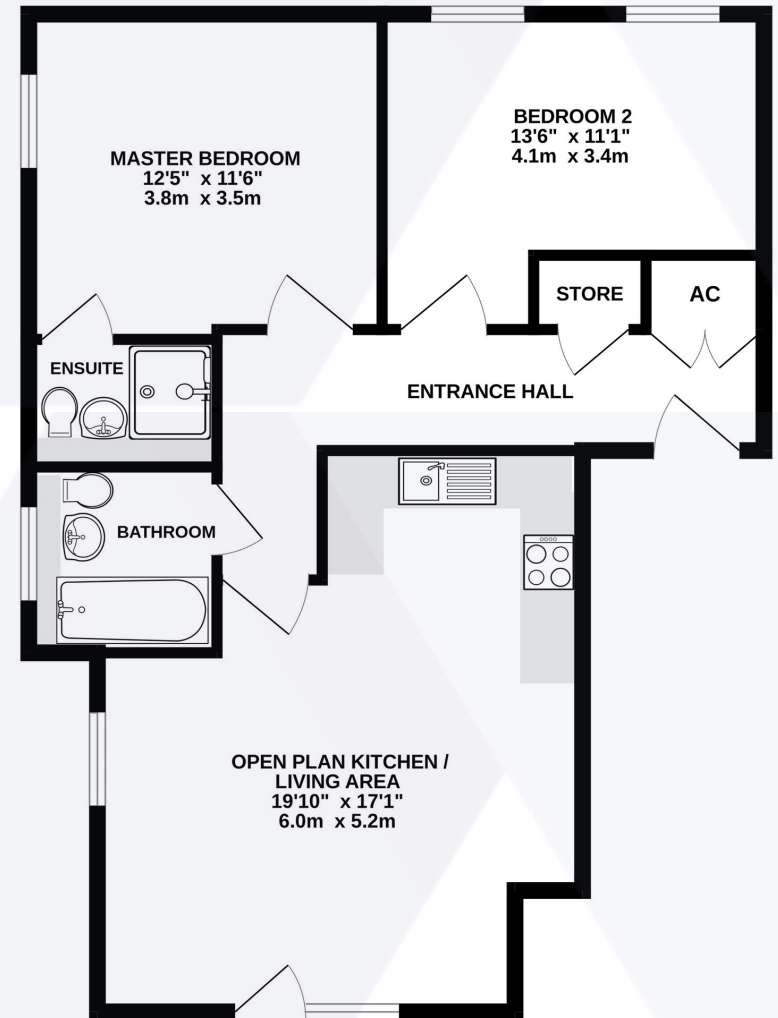 MASTER BEDROOM
12'5" x 11'6"
3.8m x 3.5m
BEDROOM 2
13'6" x 11'1"
4.1m x 3.4m
STORE
AC
ENSUITE
ENTRANCE HALL
BATHROOM
OPEN PLAN KITCHEN /
LIVING AREA
19'10" x 17'1"
6.0m x 5.2m